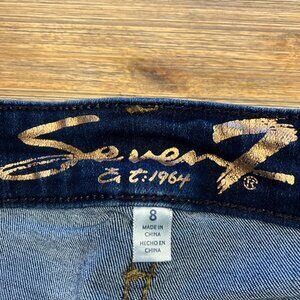 Seven7
Est: 1964
®
8
MADE IN
CHINA
HECHO EN
CHINA